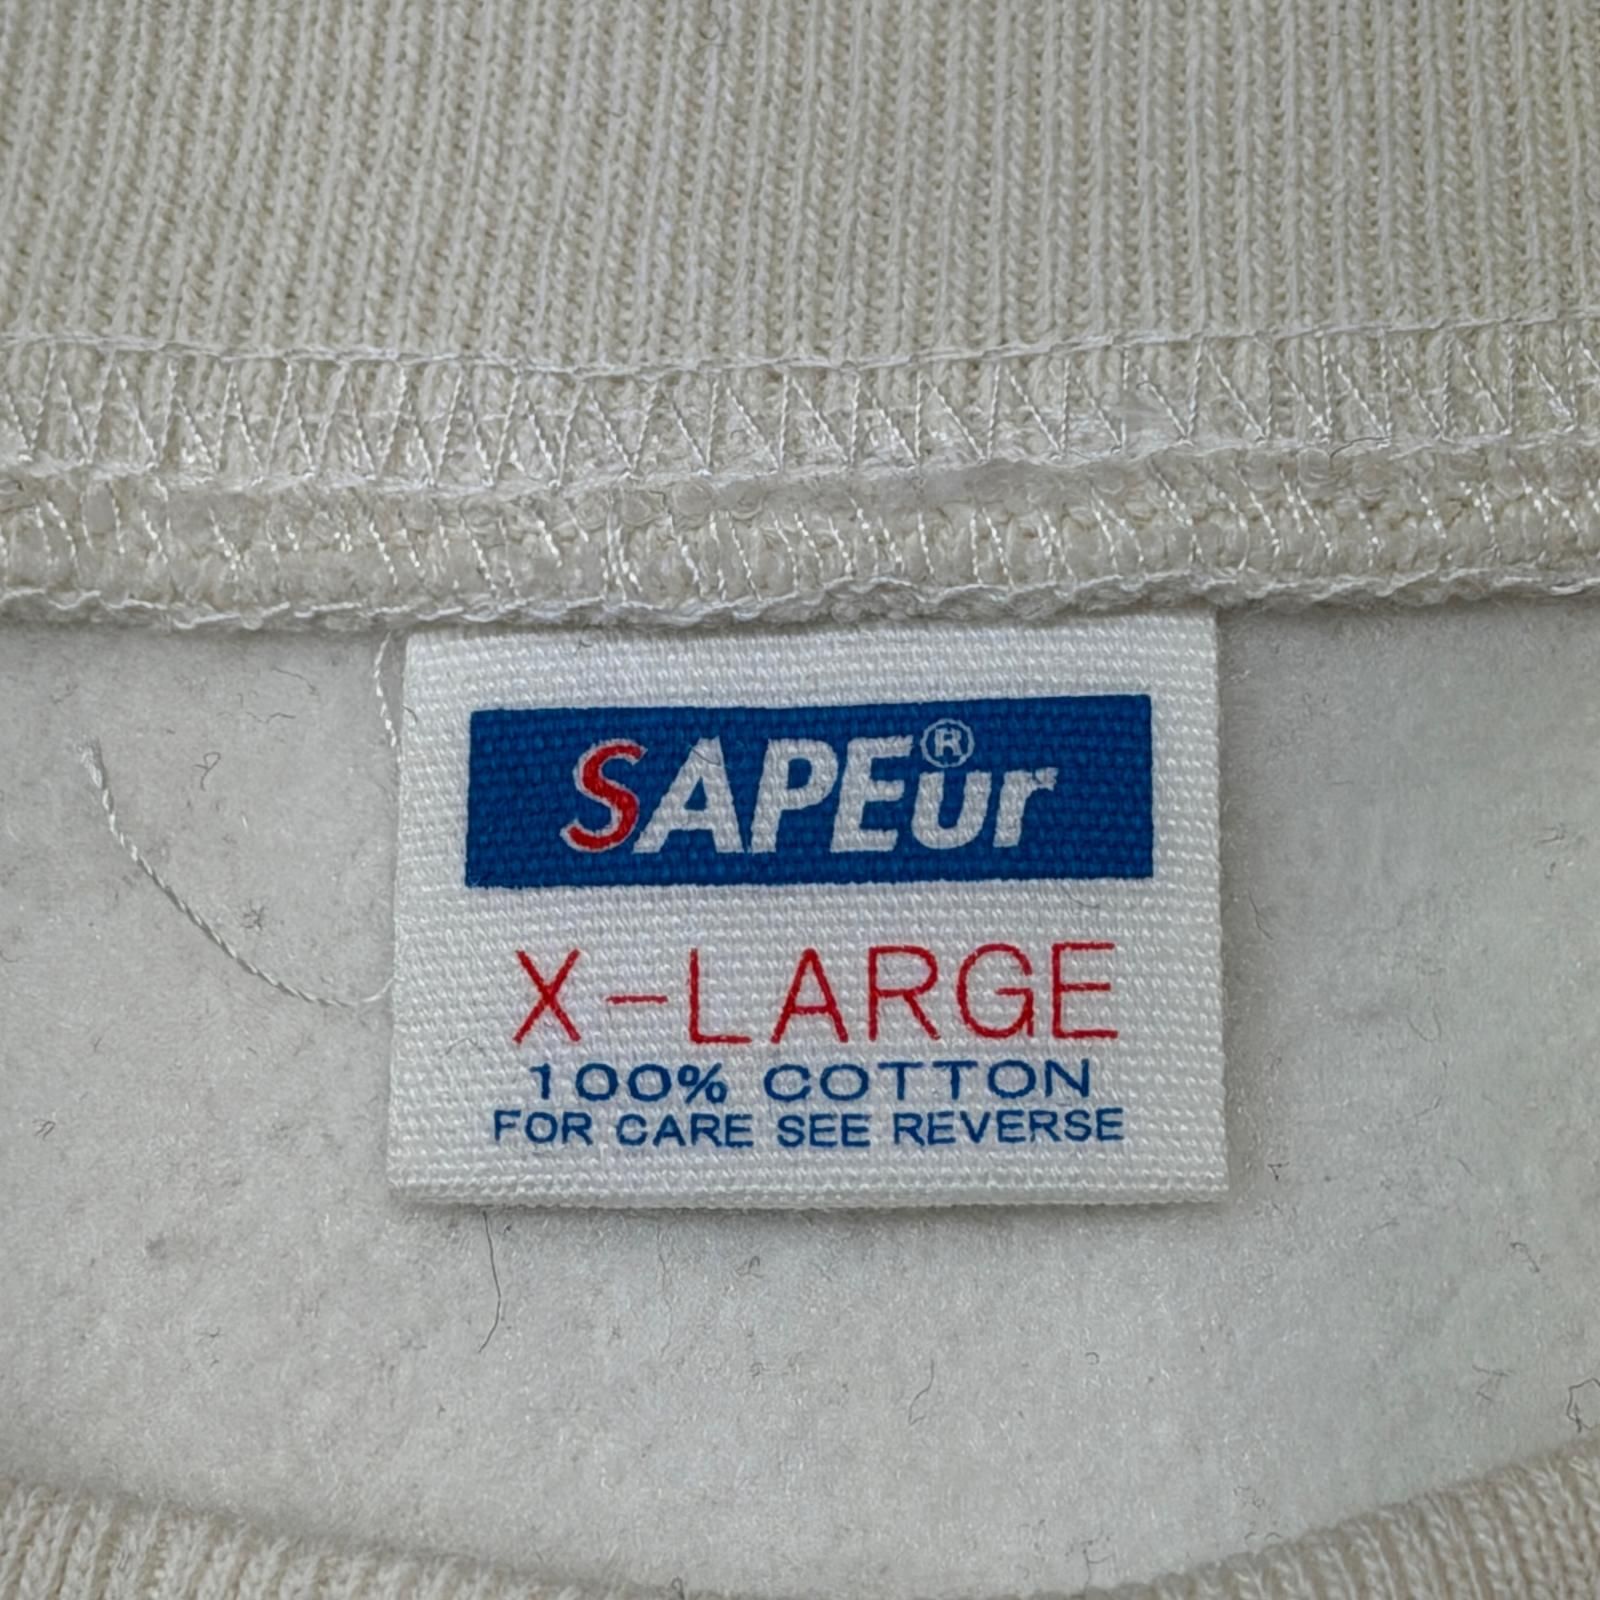 SAPEur®
X-LARGE
100% COTTON
FOR CARE SEE REVERSE